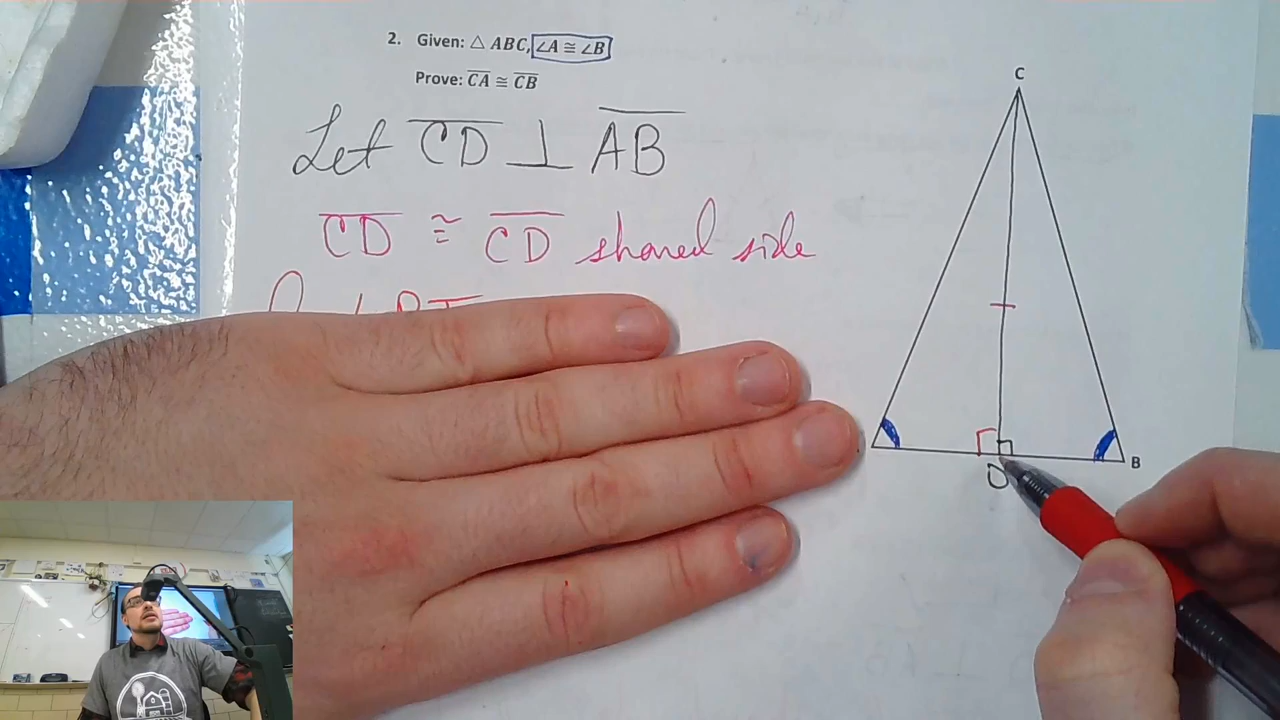 2. Given: △ ABC, ∠A ≅ ∠B
Prove: CA ≅ CB
Let CD ⊥ AB
CD ≅ CD shared side
C
D
B